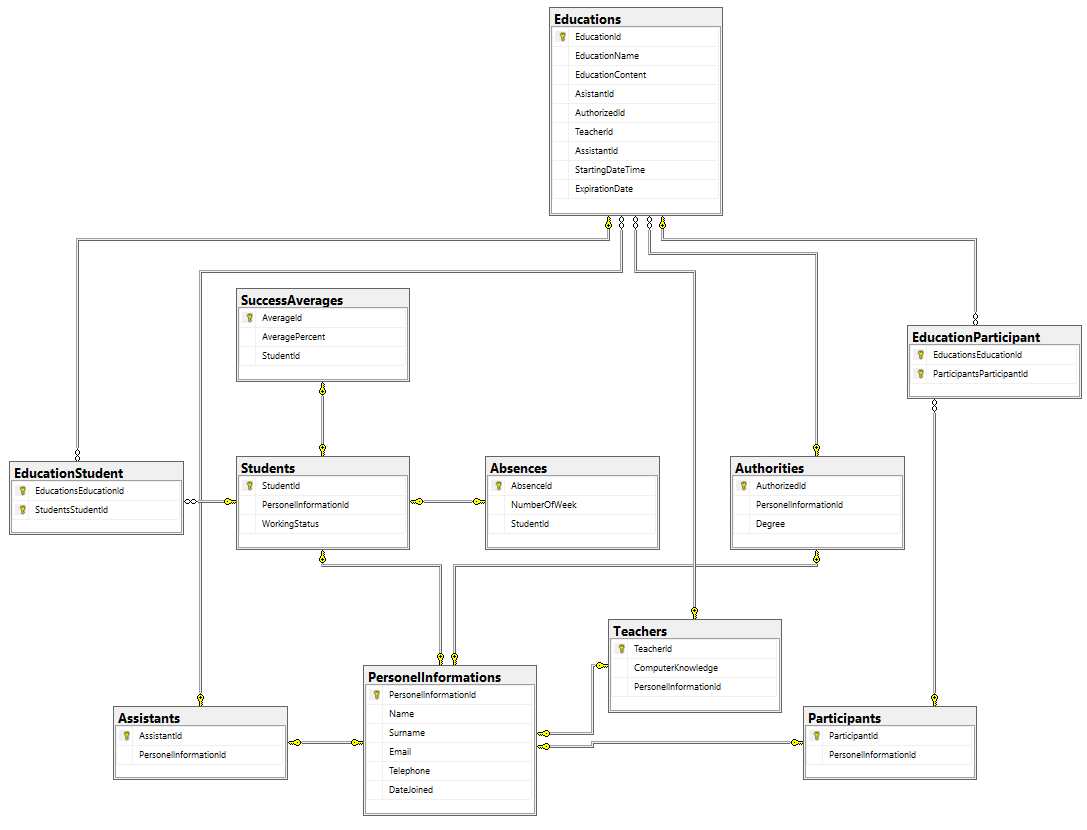 Educations
EducationId
EducationName
EducationContent
AsistantId
AuthorizedId
TeacherId
AssistantId
StartingDateTime
ExpirationDate
SuccessAverages
AverageId
AveragePercent
StudentId
EducationParticipant
EducationsEducationId
ParticipantsParticipantId
EducationStudent
EducationsEducationId
StudentsStudentId
Students
StudentId
PersonelInformationId
WorkingStatus
Absences
AbsenceId
NumberOfWeek
StudentId
Authorities
AuthorizedId
PersonelInformationId
Degree
Teachers
TeacherId
ComputerKnowledge
PersonelInformationId
PersonelInformations
PersonelInformationId
Name
Surname
Email
Telephone
DateJoined
Assistants
AssistantId
PersonelInformationId
Participants
ParticipantId
PersonelInformationId